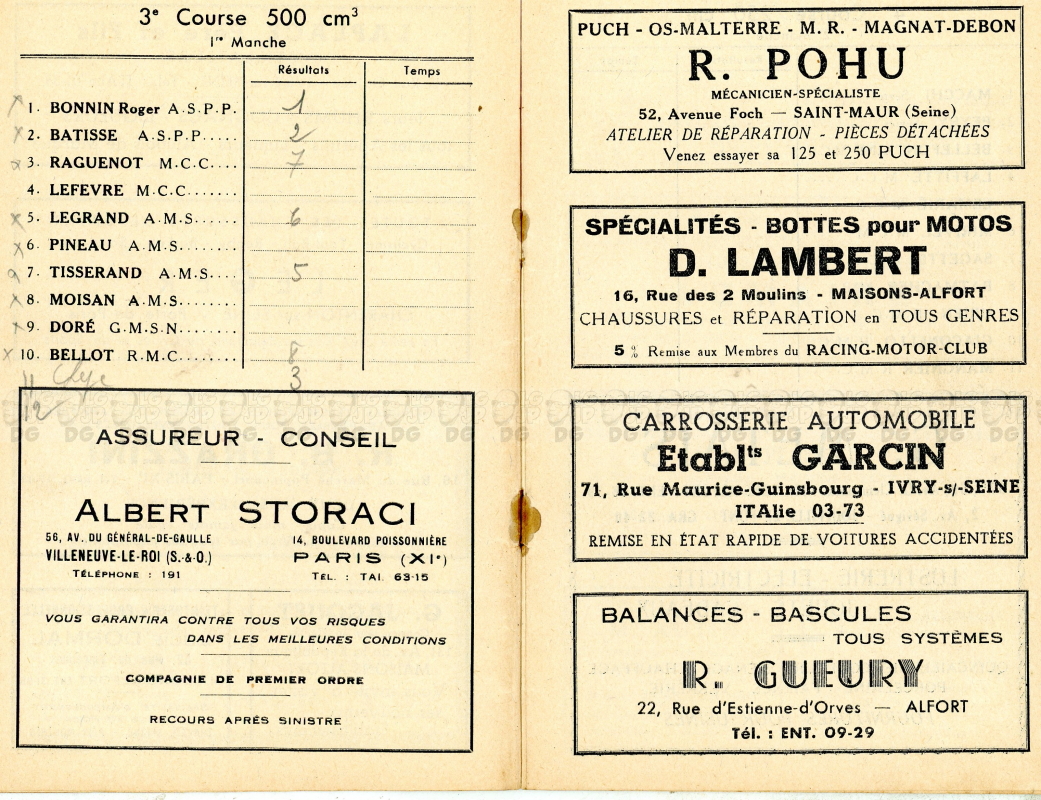 3e Course 500 cm3
1re Manche
Résultats Temps
1. BONNIN Roger A.S.P.P. 1
2. BATISSE A.S.P.P..... 2
3. RAGUENOT M.C.C.... 7
4. LEFEVRE M.C.C.......
5. LEGRAND A.M.S...... 6
6. PINEAU A.M.S........
7. TISSERAND A.M.S.... 5
8. MOISAN A.M.S........
9. DORÉ G.M.S.N........
10. BELLOT R.M.C....... 8
11 3
12
ASSUREUR - CONSEIL
ALBERT STORACI
56, AV. DU GÉNÉRAL-DE-GAULLE
VILLENEUVE-LE-ROI (S.-&-O.)
TÉLÉPHONE : 191
14, BOULEVARD POISSONNIÈRE
PARIS (XIe)
TEL. : TAI. 63-15
VOUS GARANTIRA CONTRE TOUS VOS RISQUES
DANS LES MEILLEURES CONDITIONS
COMPAGNIE DE PREMIER ORDRE
RECOURS APRÈS SINISTRE
PUCH - OS-MALTERRE - M. R. - MAGNAT-DEBON
R. POHU
MÉCANICIEN-SPÉCIALISTE
52, Avenue Foch — SAINT-MAUR (Seine)
ATELIER DE RÉPARATION - PIÈCES DÉTACHÉES
Venez essayer sa 125 et 250 PUCH
SPÉCIALITÉS - BOTTES pour MOTOS
D. LAMBERT
16, Rue des 2 Moulins - MAISONS-ALFORT
CHAUSSURES et RÉPARATION en TOUS GENRES
5 % Remise aux Membres du RACING-MOTOR-CLUB
CARROSSERIE AUTOMOBILE
Etablts GARCIN
71, Rue Maurice-Guinsbourg - IVRY-s/-SEINE
ITAlie 03-73
REMISE EN ÉTAT RAPIDE DE VOITURES ACCIDENTÉES
BALANCES - BASCULES
TOUS SYSTÈMES
R. GUEURY
22, Rue d'Estienne-d'Orves — ALFORT
Tél. : ENT. 09-29